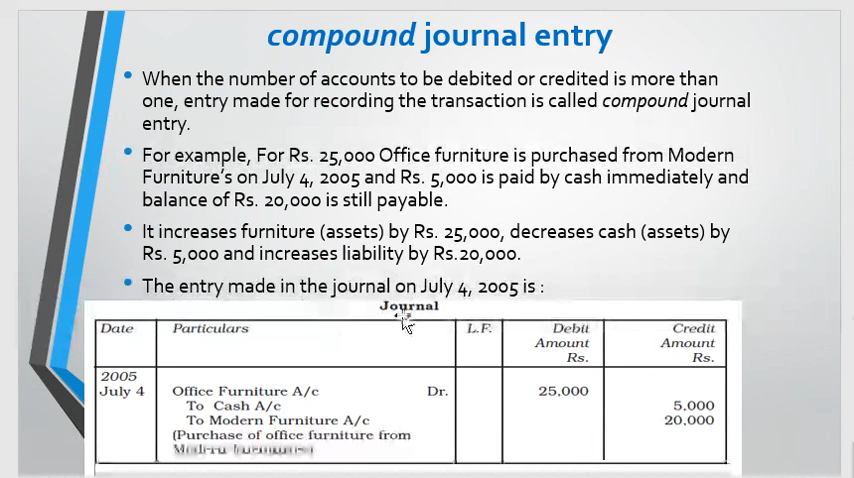 compound journal entry
• When the number of accounts to be debited or credited is more than
one, entry made for recording the transaction is called compound journal
entry.
• For example, For Rs. 25,000 Office furniture is purchased from Modern
Furniture's on July 4, 2005 and Rs. 5,000 is paid by cash immediately and
balance of Rs. 20,000 is still payable.
• It increases furniture (assets) by Rs. 25,000, decreases cash (assets) by
Rs. 5,000 and increases liability by Rs.20,000.
• The entry made in the journal on July 4, 2005 is :
Journal
Date Particulars L.F. Debit Credit
Amount Amount
Rs. Rs.
2005
July 4 Office Furniture A/c Dr. 25,000
To Cash A/c 5,000
To Modern Furniture A/c 20,000
(Purchase of office furniture from